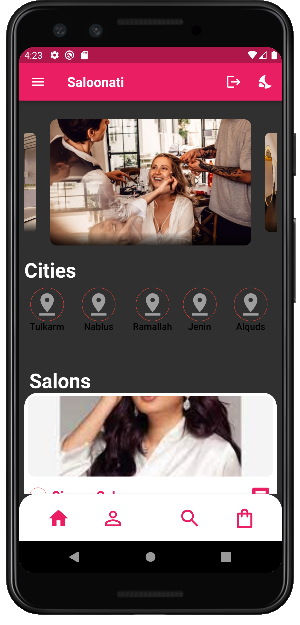 4:23
Saloonati
Cities
Tulkarm Nablus Ramallah Jenin Alquds
Salons